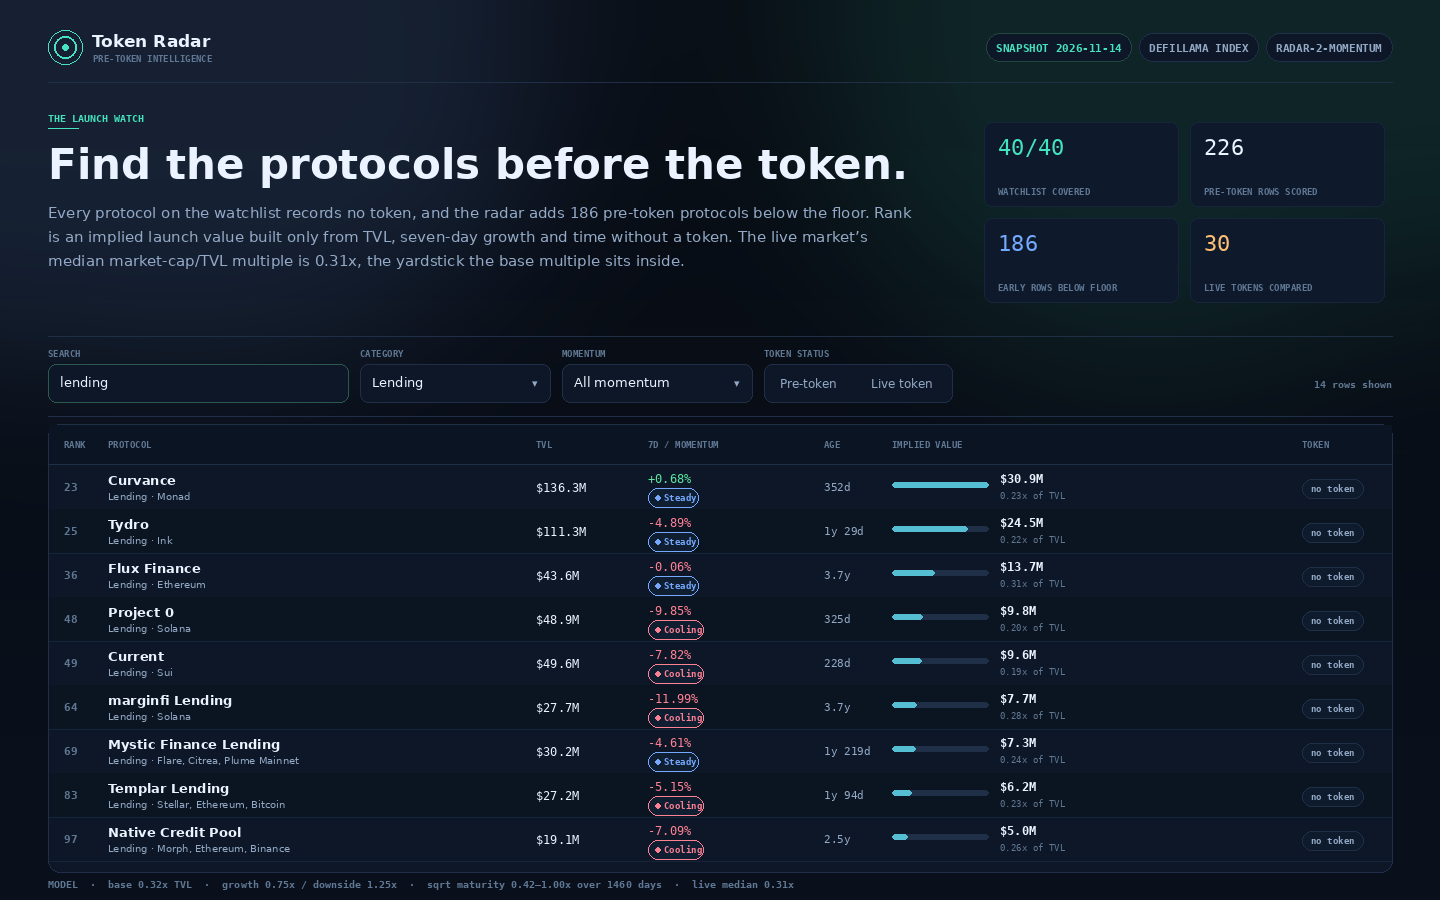 Token Radar
PRE-TOKEN INTELLIGENCE
SNAPSHOT 2026-11-14
DEFILLAMA INDEX
RADAR-2-MOMENTUM
THE LAUNCH WATCH
Find the protocols before the token.
Every protocol on the watchlist records no token, and the radar adds 186 pre-token protocols below the floor. Rank
is an implied launch value built only from TVL, seven-day growth and time without a token. The live market’s
median market-cap/TVL multiple is 0.31x, the yardstick the base multiple sits inside.
40/40
WATCHLIST COVERED
226
PRE-TOKEN ROWS SCORED
186
EARLY ROWS BELOW FLOOR
30
LIVE TOKENS COMPARED
SEARCH
CATEGORY
MOMENTUM
TOKEN STATUS
lending
Lending ▾
All momentum ▾
Pre-token
Live token
14 rows shown
RANK PROTOCOL TVL 7D / MOMENTUM AGE IMPLIED VALUE TOKEN
23 Curvance $136.3M +0.68% 352d $30.9M no token
Lending · Monad ◆ Steady 0.23x of TVL
25 Tydro $111.3M -4.89% 1y 29d $24.5M no token
Lending · Ink ◆ Steady 0.22x of TVL
36 Flux Finance $43.6M -0.06% 3.7y $13.7M no token
Lending · Ethereum ◆ Steady 0.31x of TVL
48 Project 0 $48.9M -9.85% 325d $9.8M no token
Lending · Solana ◆ Cooling 0.20x of TVL
49 Current $49.6M -7.82% 228d $9.6M no token
Lending · Sui ◆ Cooling 0.19x of TVL
64 marginfi Lending $27.7M -11.99% 3.7y $7.7M no token
Lending · Solana ◆ Cooling 0.28x of TVL
69 Mystic Finance Lending $30.2M -4.61% 1y 219d $7.3M no token
Lending · Flare, Citrea, Plume Mainnet ◆ Steady 0.24x of TVL
83 Templar Lending $27.2M -5.15% 1y 94d $6.2M no token
Lending · Stellar, Ethereum, Bitcoin ◆ Cooling 0.23x of TVL
97 Native Credit Pool $19.1M -7.09% 2.5y $5.0M no token
Lending · Morph, Ethereum, Binance ◆ Cooling 0.26x of TVL
MODEL · base 0.32x TVL · growth 0.75x / downside 1.25x · sqrt maturity 0.42–1.00x over 1460 days · live median 0.31x